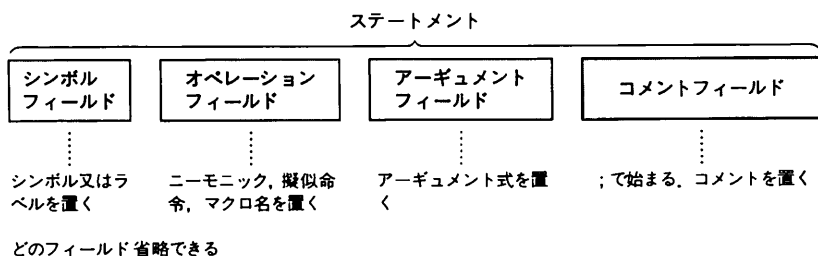 ステートメント
シンボル
フィールド
オペレーション
フィールド
アーギュメント
フィールド
コメントフィールド
シンボル又はラ
ベルを置く
ニーモニック，擬似命
令，マクロ名を置く
アーギュメント式を置
く
；で始まる．コメントを置く
どのフィールド省略できる